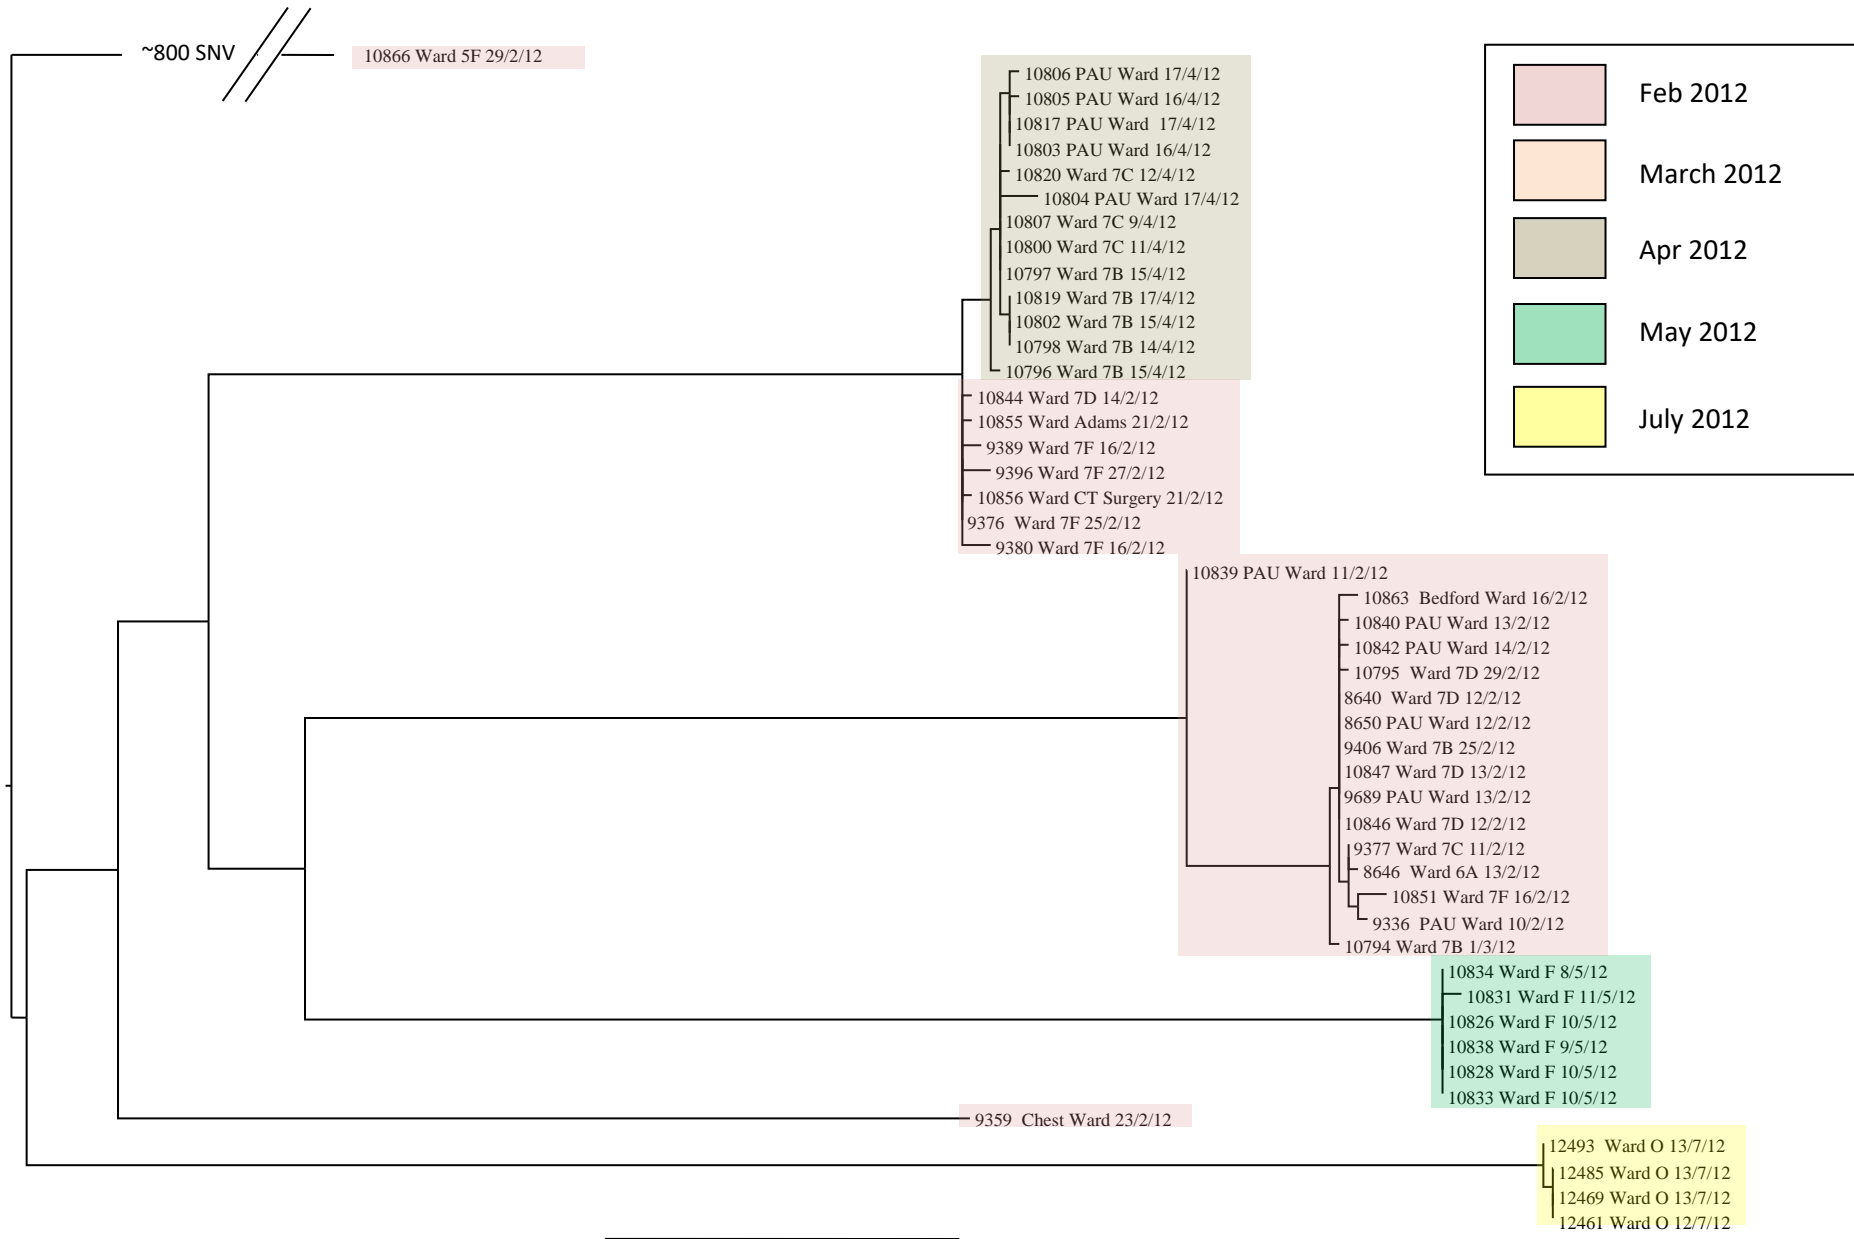 ~800 SNV
10866 Ward 5F 29/2/12
10806 PAU Ward 17/4/12
10805 PAU Ward 16/4/12
10817 PAU Ward 17/4/12
10803 PAU Ward 16/4/12
10820 Ward 7C 12/4/12
10804 PAU Ward 17/4/12
10807 Ward 7C 9/4/12
10800 Ward 7C 11/4/12
10797 Ward 7B 15/4/12
10819 Ward 7B 17/4/12
10802 Ward 7B 15/4/12
10798 Ward 7B 14/4/12
10796 Ward 7B 15/4/12
10844 Ward 7D 14/2/12
10855 Ward Adams 21/2/12
9389 Ward 7F 16/2/12
9396 Ward 7F 27/2/12
10856 Ward CT Surgery 21/2/12
9376 Ward 7F 25/2/12
9380 Ward 7F 16/2/12
10839 PAU Ward 11/2/12
10863 Bedford Ward 16/2/12
10840 PAU Ward 13/2/12
10842 PAU Ward 14/2/12
10795 Ward 7D 29/2/12
8640 Ward 7D 12/2/12
8650 PAU Ward 12/2/12
9406 Ward 7B 25/2/12
10847 Ward 7D 13/2/12
9689 PAU Ward 13/2/12
10846 Ward 7D 12/2/12
9377 Ward 7C 11/2/12
8646 Ward 6A 13/2/12
10851 Ward 7F 16/2/12
9336 PAU Ward 10/2/12
10794 Ward 7B 1/3/12
10834 Ward F 8/5/12
10831 Ward F 11/5/12
10826 Ward F 10/5/12
10838 Ward F 9/5/12
10828 Ward F 10/5/12
10833 Ward F 10/5/12
9359 Chest Ward 23/2/12
12493 Ward O 13/7/12
12485 Ward O 13/7/12
12469 Ward O 13/7/12
12461 Ward O 12/7/12
Feb 2012
March 2012
Apr 2012
May 2012
July 2012